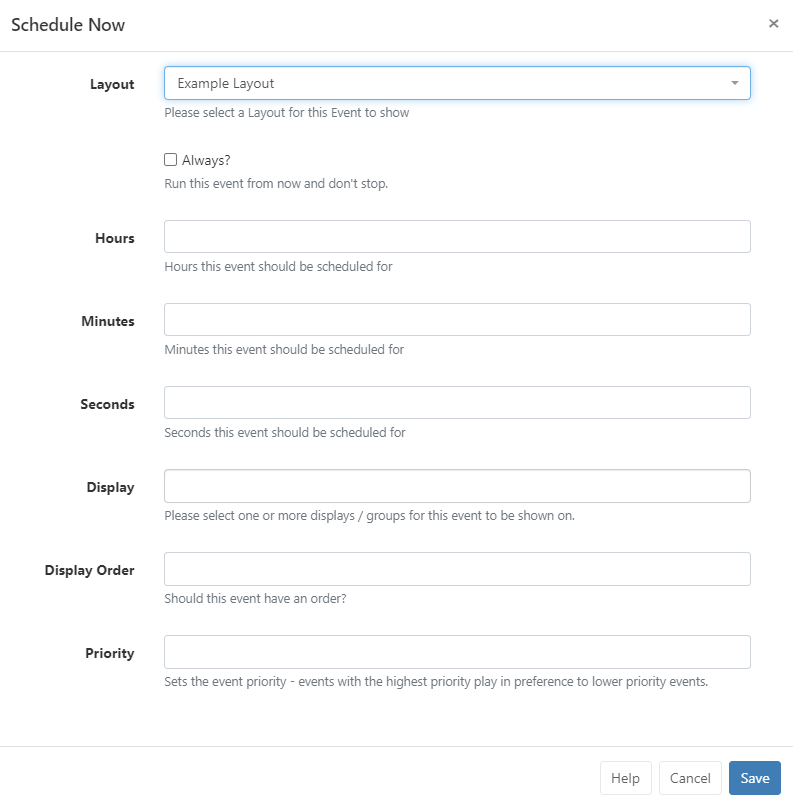 Schedule Now ×
Layout Example Layout
Please select a Layout for this Event to show
Always?
Run this event from now and don't stop.
Hours
Hours this event should be scheduled for
Minutes
Minutes this event should be scheduled for
Seconds
Seconds this event should be scheduled for
Display
Please select one or more displays / groups for this event to be shown on.
Display Order
Should this event have an order?
Priority
Sets the event priority - events with the highest priority play in preference to lower priority events.
Help Cancel Save